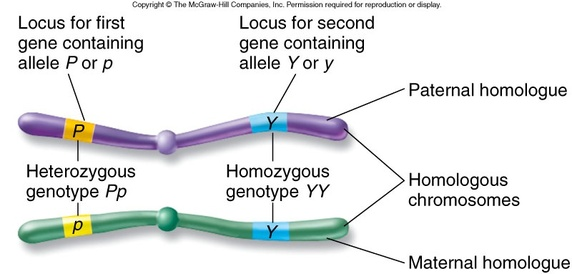 Copyright © The McGraw-Hill Companies, Inc. Permission required for reproduction or display.
Locus for first
gene containing
allele P or p
Locus for second
gene containing
allele Y or y
Paternal homologue
P
Y
Heterozygous
genotype Pp
Homozygous
genotype YY
Homologous
chromosomes
p
Y
Maternal homologue